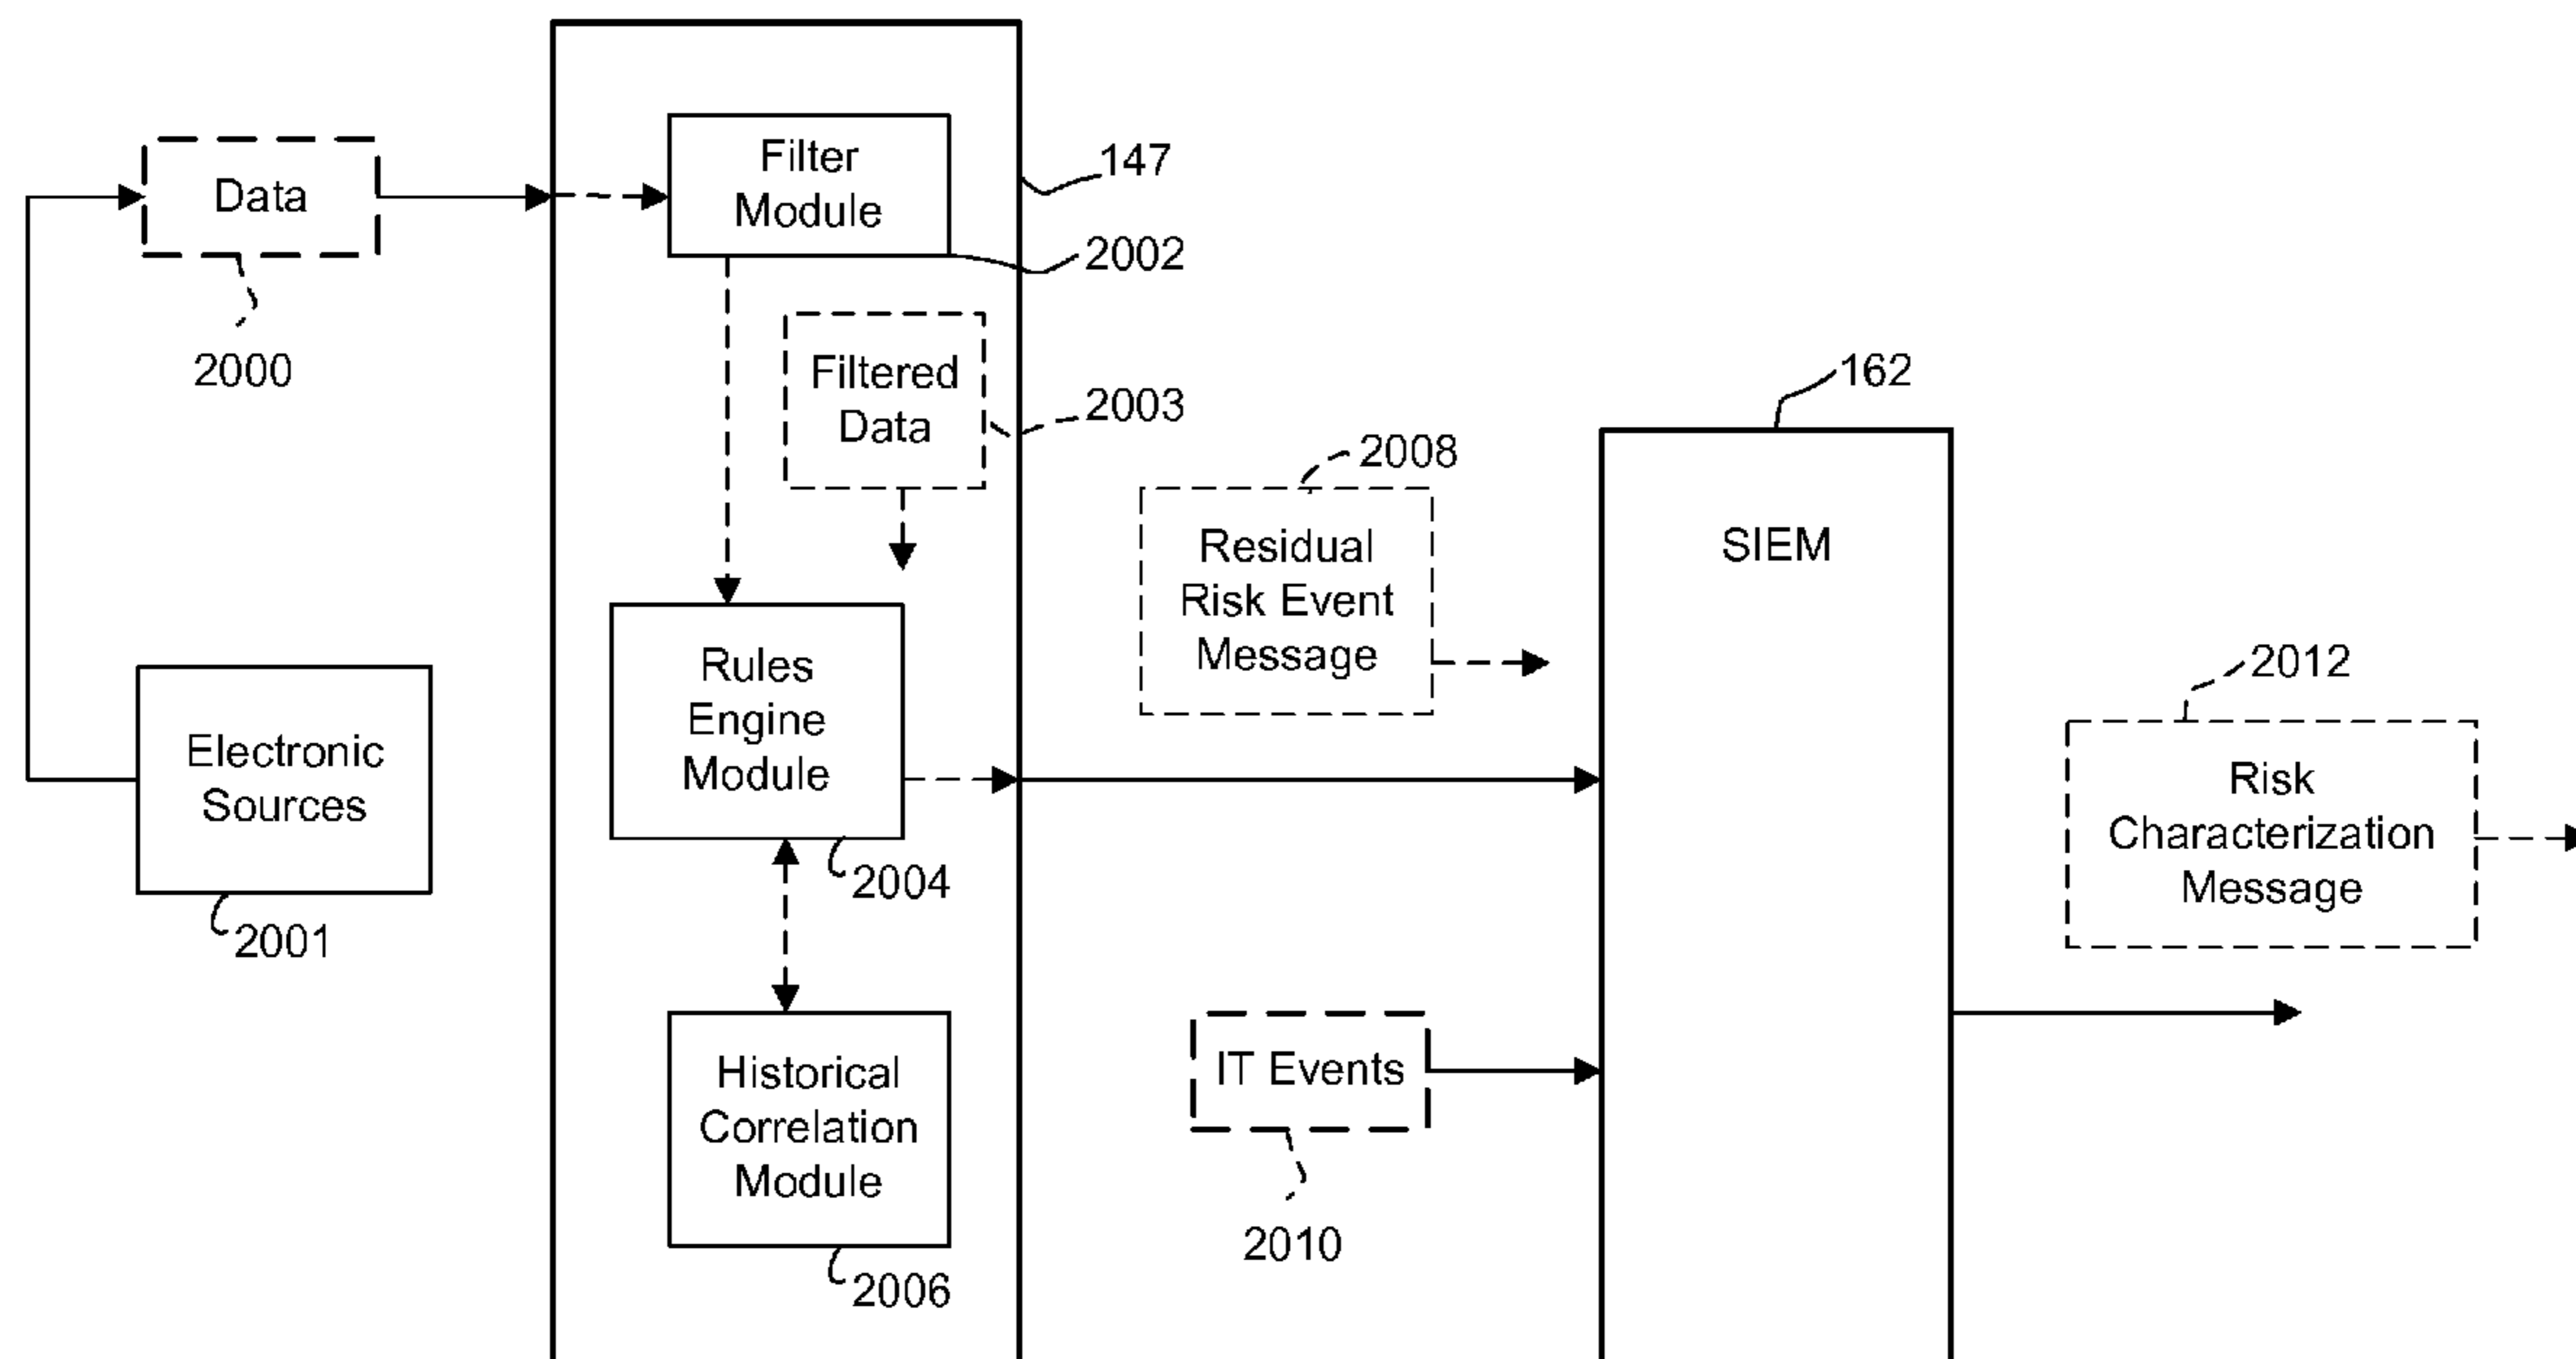 Data
2000
Electronic
Sources
2001
Filter
Module
147
2002
Filtered
Data
2003
Rules
Engine
Module
2004
Historical
Correlation
Module
2006
2008
Residual
Risk Event
Message
IT Events
2010
162
SIEM
2012
Risk
Characterization
Message